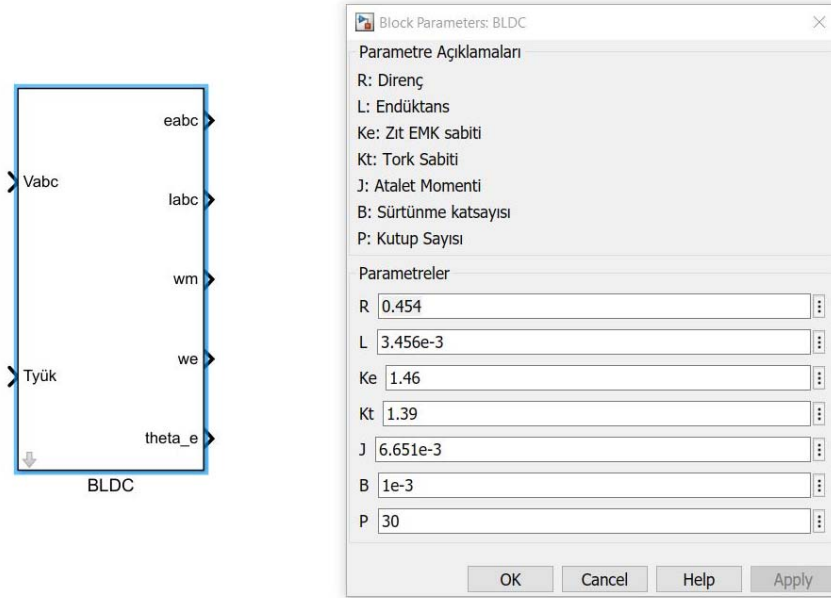 eabc
Vabc
Iabc
wm
we
Tyük
theta_e
BLDC
Block Parameters: BLDC
Parametre Açıklamaları
R: Direnç
L: Endüktans
Ke: Zıt EMK sabiti
Kt: Tork Sabiti
J: Atalet Momenti
B: Sürtünme katsayısı
P: Kutup Sayısı
Parametreler
R 0.454
L 3.456e-3
Ke 1.46
Kt 1.39
J 6.651e-3
B 1e-3
P 30
OK Cancel Help Apply